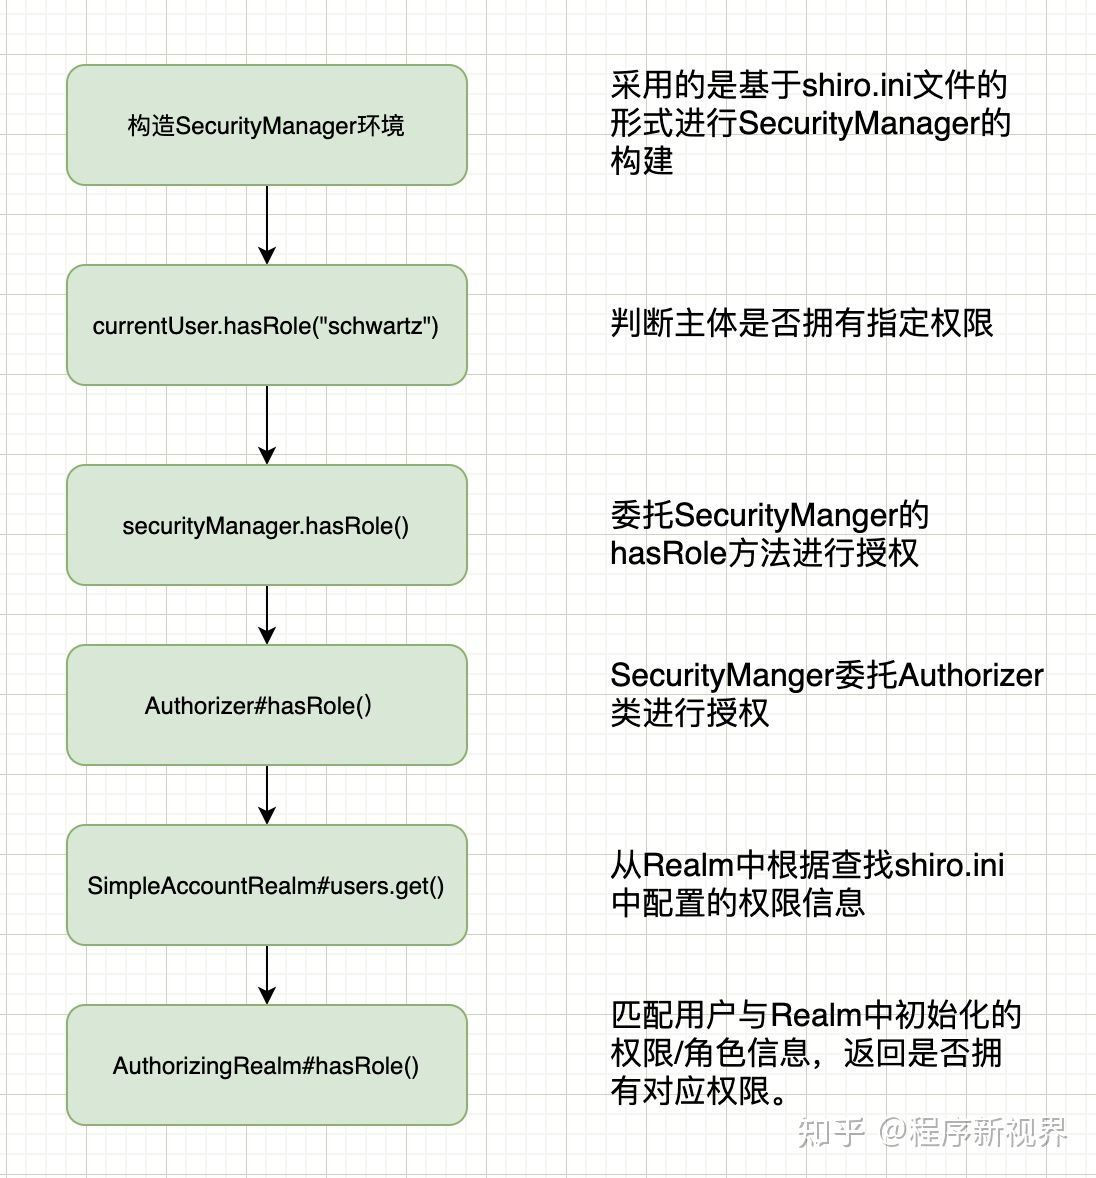 构造SecurityManager环境
采用的是基于shiro.ini文件的
形式进行SecurityManager的
构建
currentUser.hasRole("schwartz")
判断主体是否拥有指定权限
securityManager.hasRole()
委托SecurityManger的
hasRole方法进行授权
Authorizer#hasRole()
SecurityManger委托Authorizer
类进行授权
SimpleAccountRealm#users.get()
从Realm中根据查找shiro.ini
中配置的权限信息
AuthorizingRealm#hasRole()
匹配用户与Realm中初始化的
权限/角色信息，返回是否拥
有对应权限。
知乎 @程序新视界